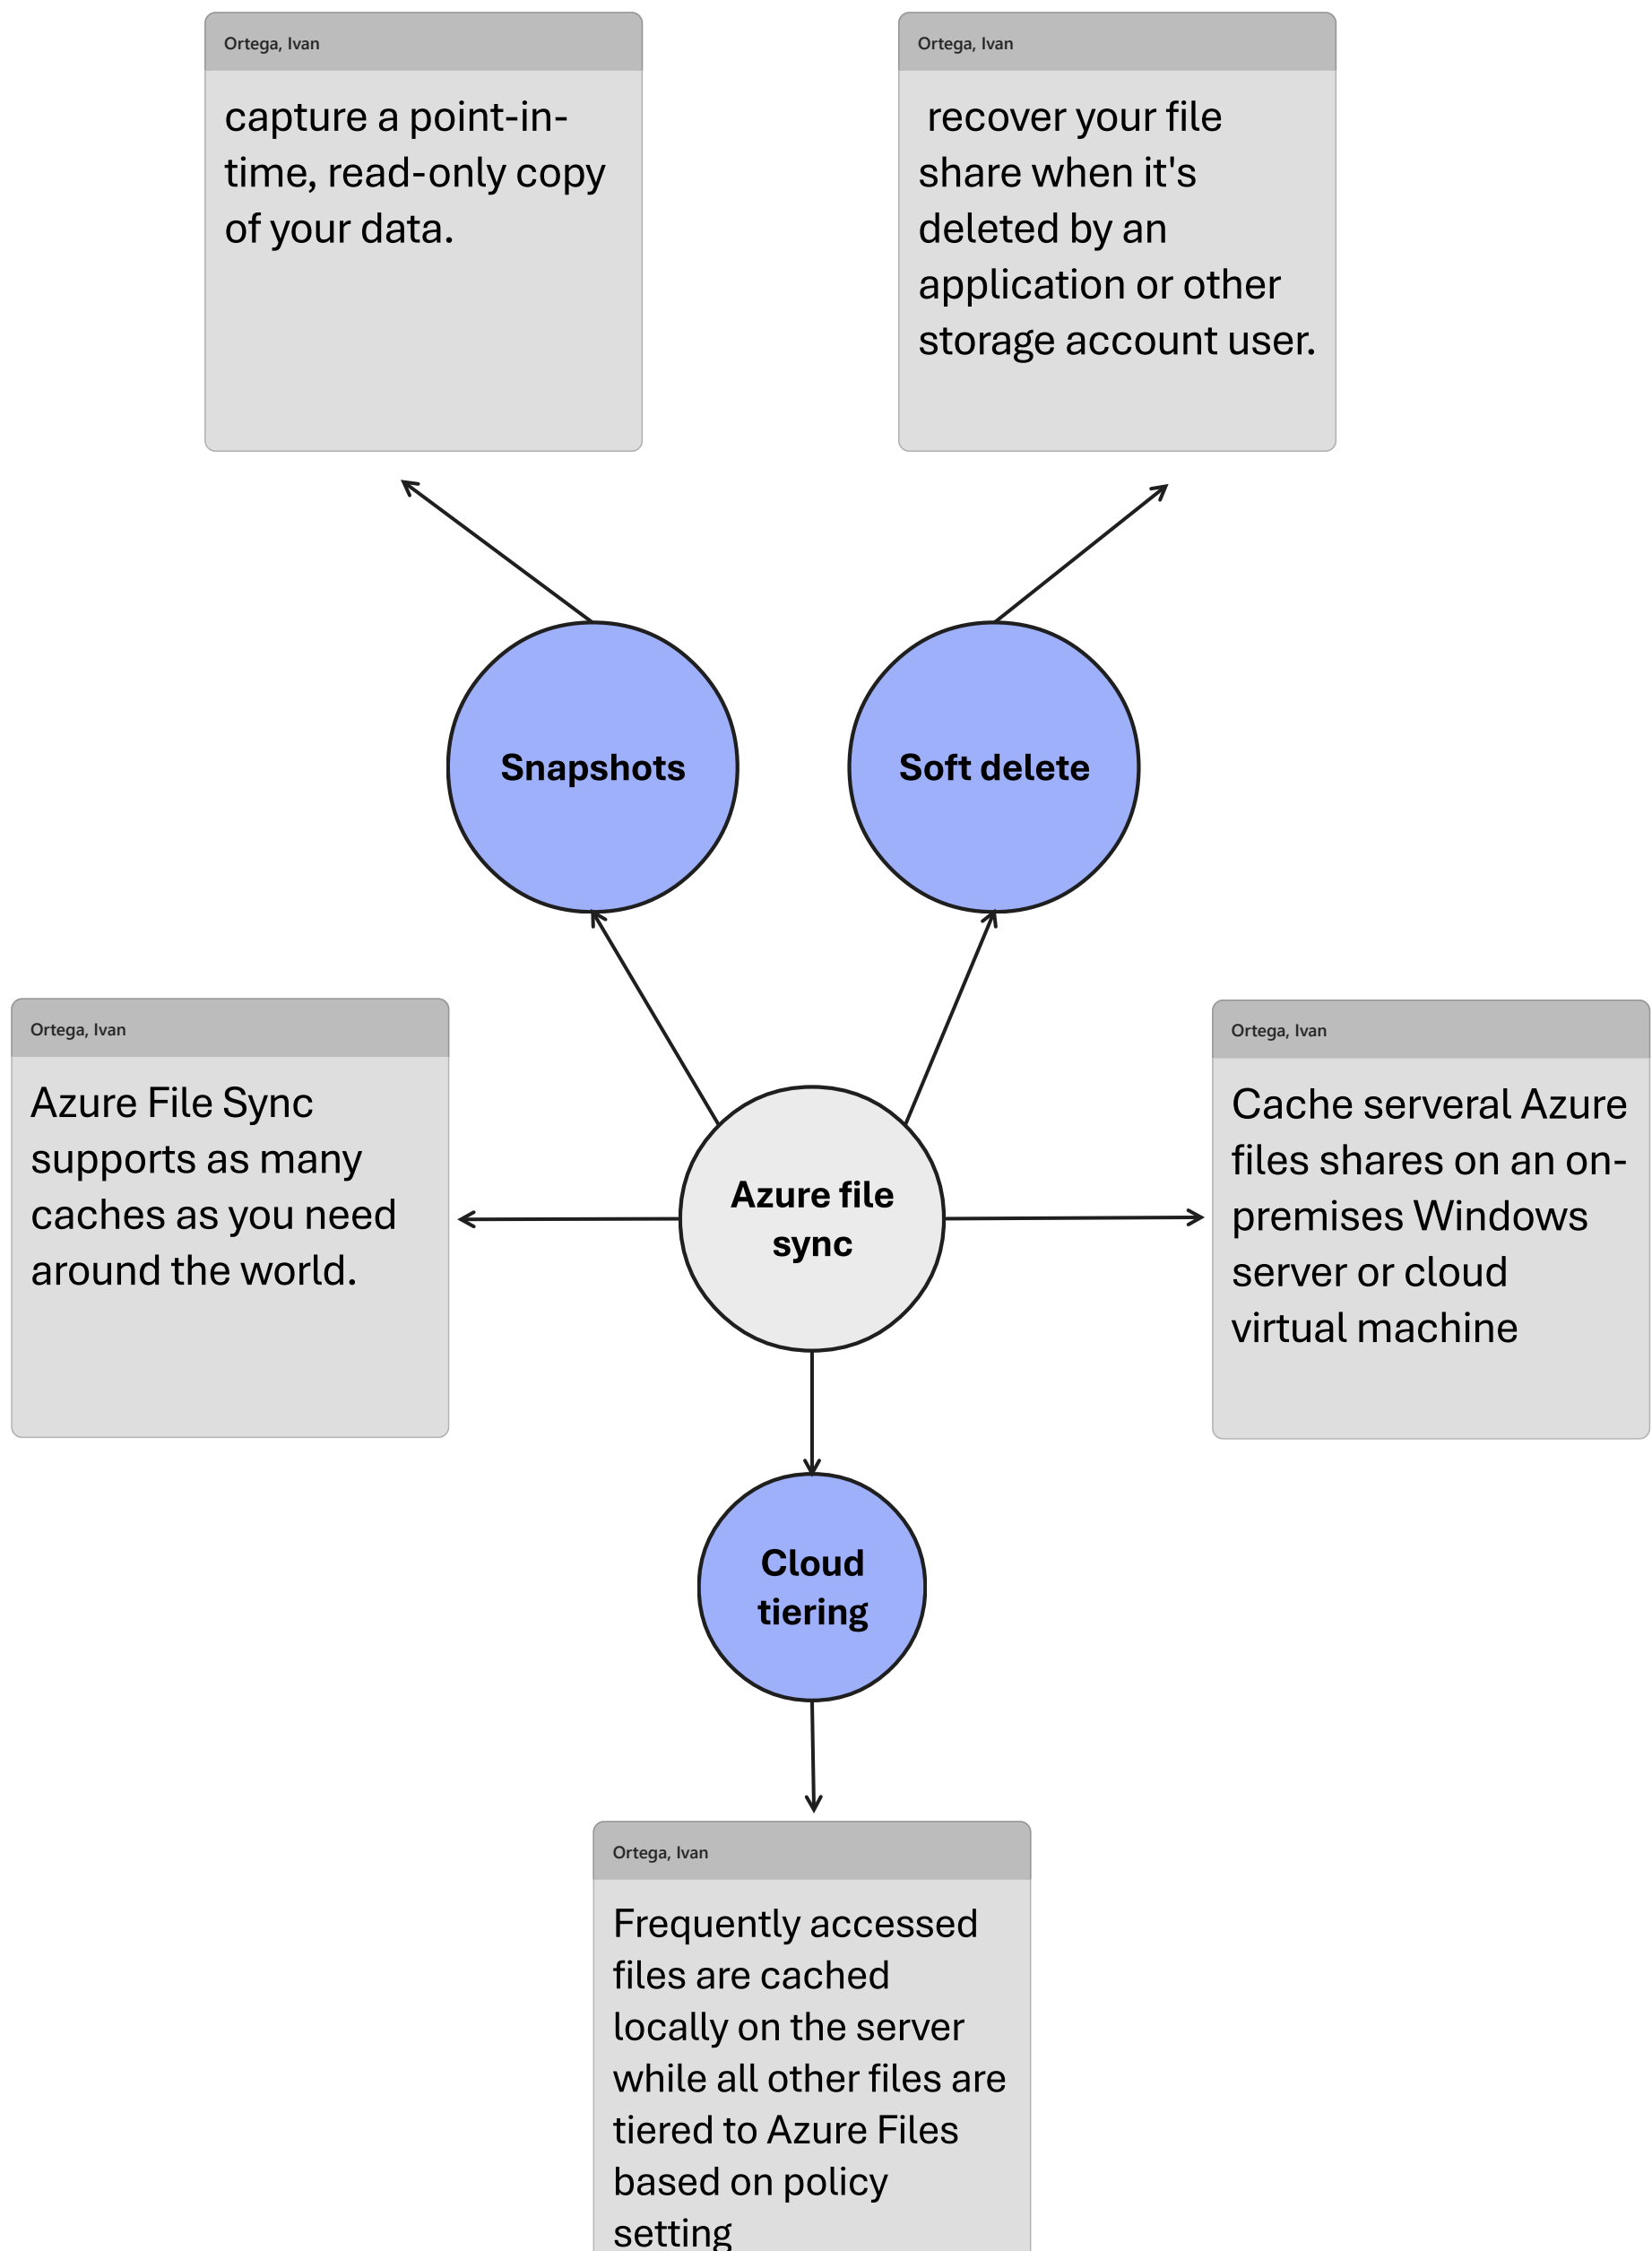 Ortega, Ivan
capture a point-in-
time, read-only copy
of your data.
Ortega, Ivan
recover your file
share when it's
deleted by an
application or other
storage account user.
Snapshots
Soft delete
Ortega, Ivan
Azure File Sync
supports as many
caches as you need
around the world.
Azure file
sync
Ortega, Ivan
Cache serveral Azure
files shares on an on-
premises Windows
server or cloud
virtual machine
Cloud
tiering
Ortega, Ivan
Frequently accessed
files are cached
locally on the server
while all other files are
tiered to Azure Files
based on policy
setting